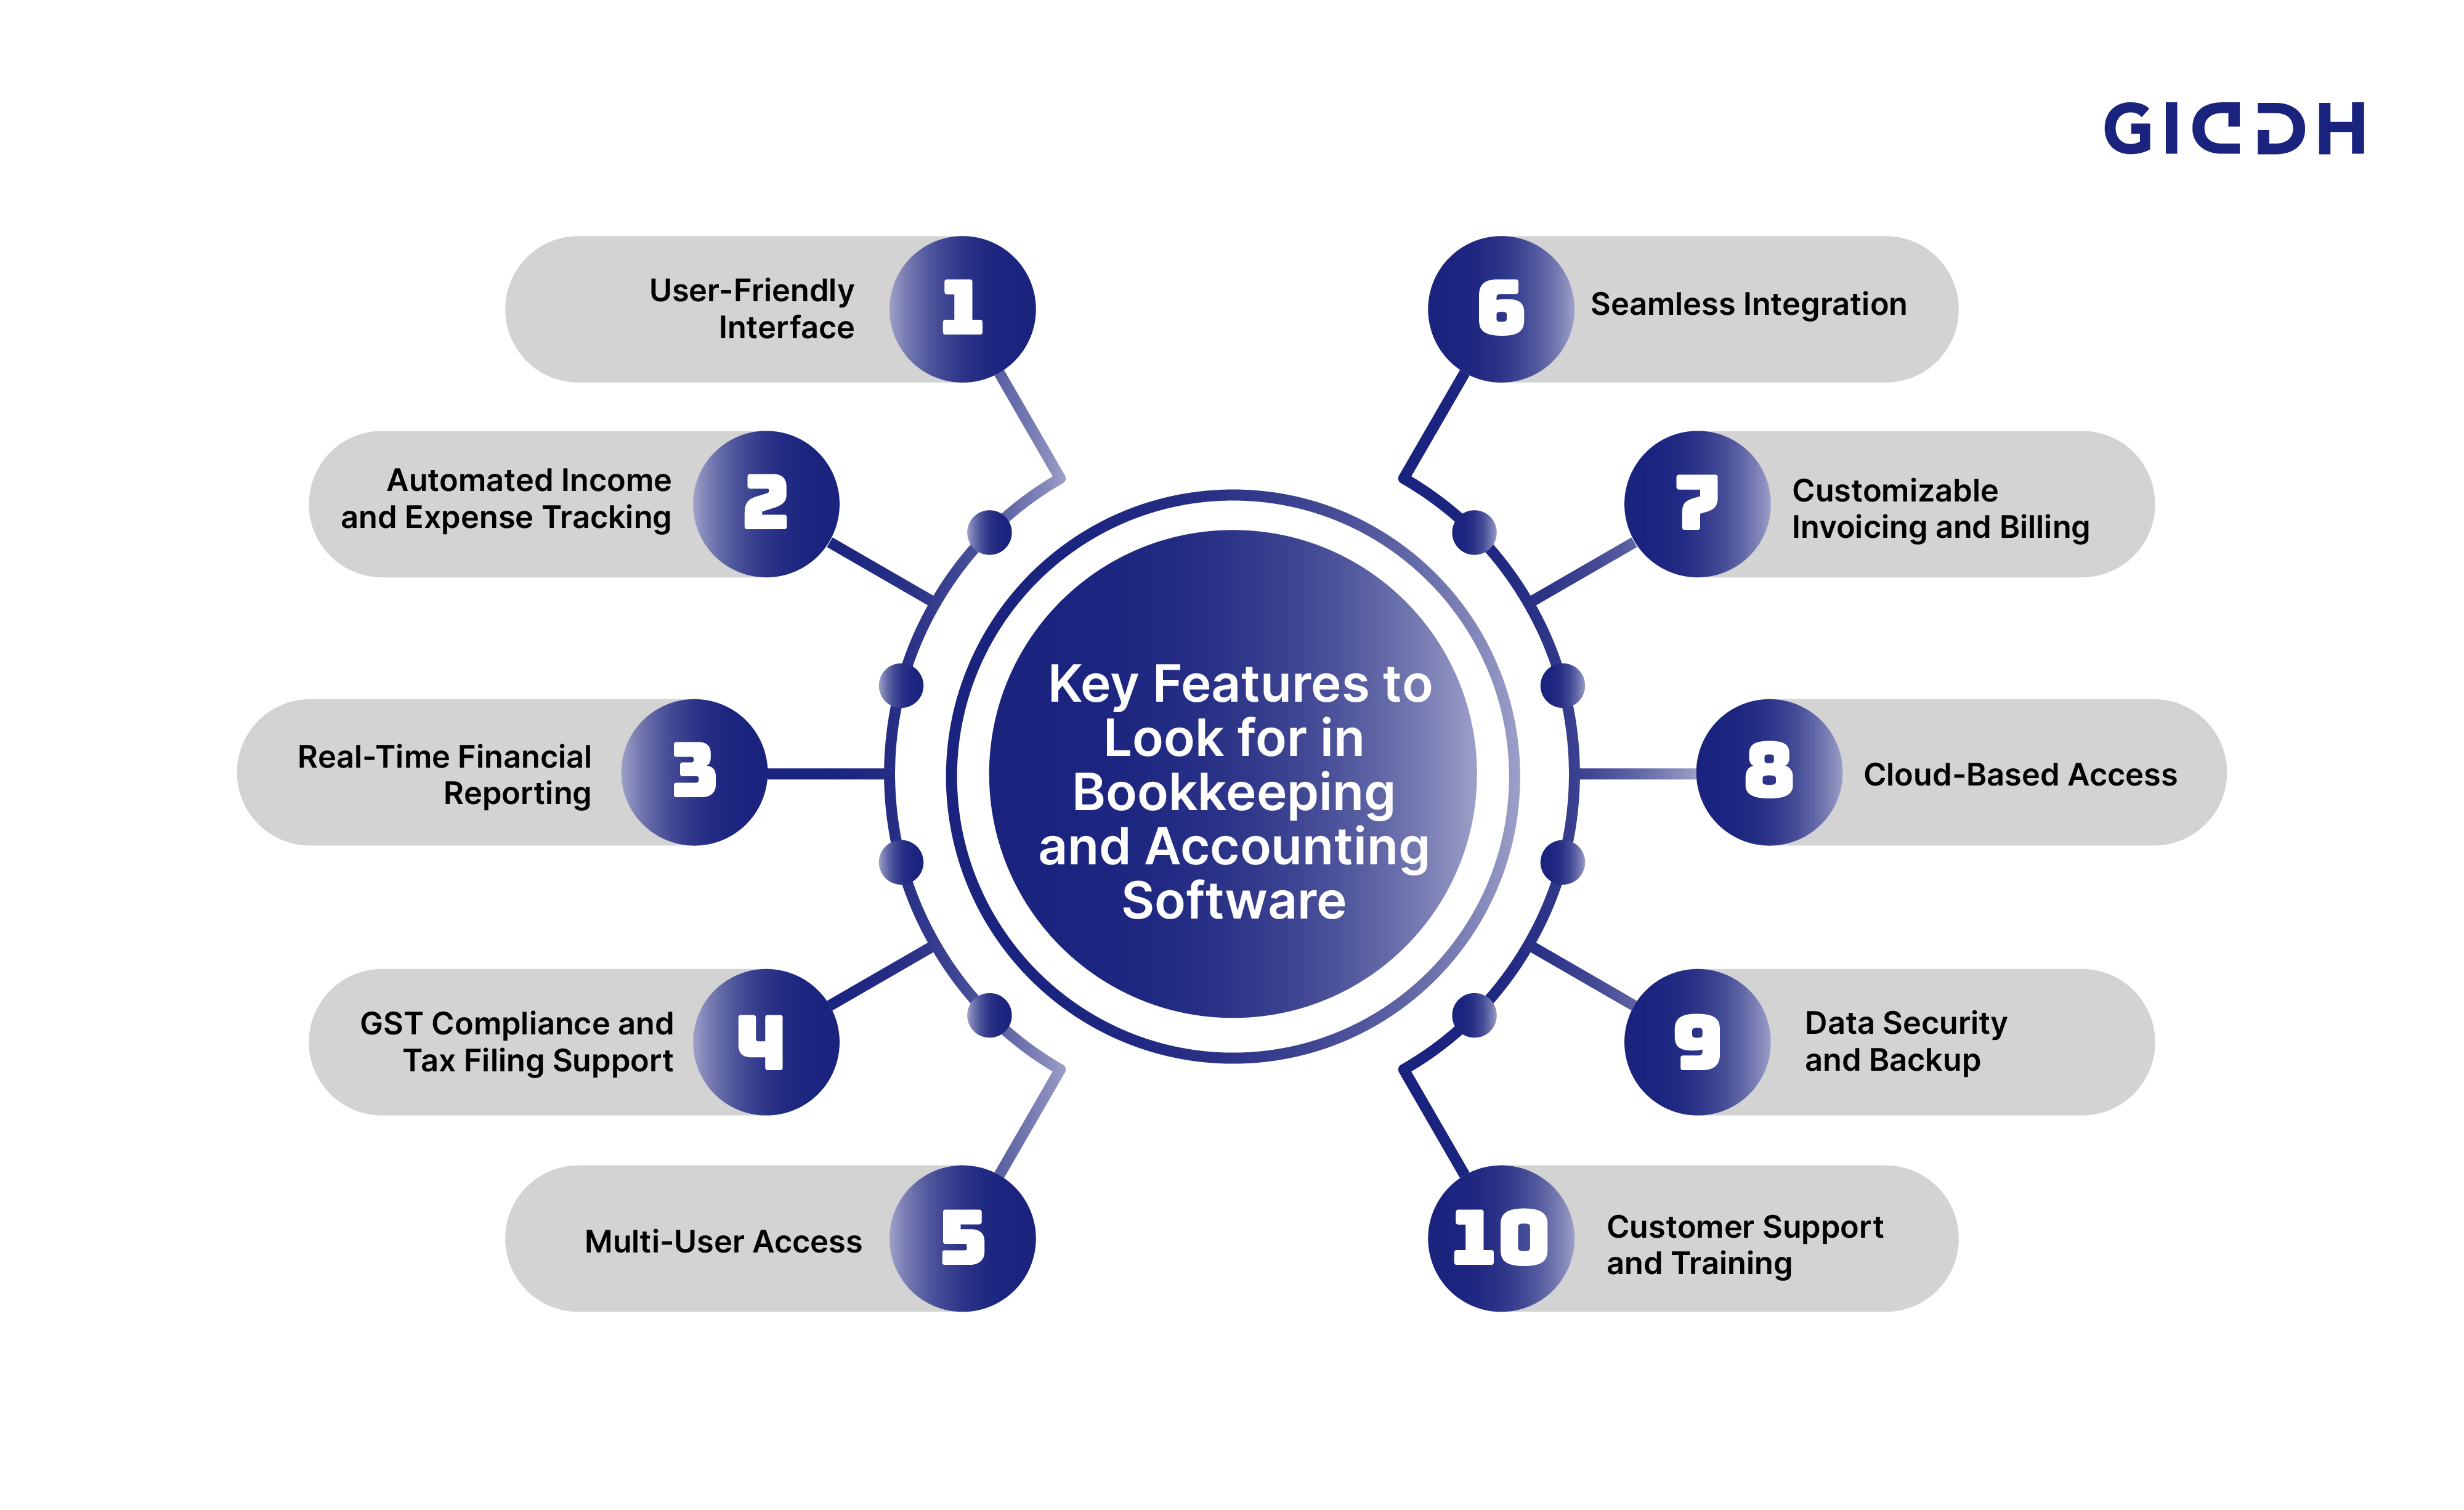 GIDDH
1
User-Friendly
Interface
2
Automated Income
and Expense Tracking
3
Real-Time Financial
Reporting
4
GST Compliance and
Tax Filing Support
5
Multi-User Access
Key Features to
Look for in
Bookkeeping
and Accounting
Software
6
Seamless Integration
7
Customizable
Invoicing and Billing
8
Cloud-Based Access
9
Data Security
and Backup
10
Customer Support
and Training